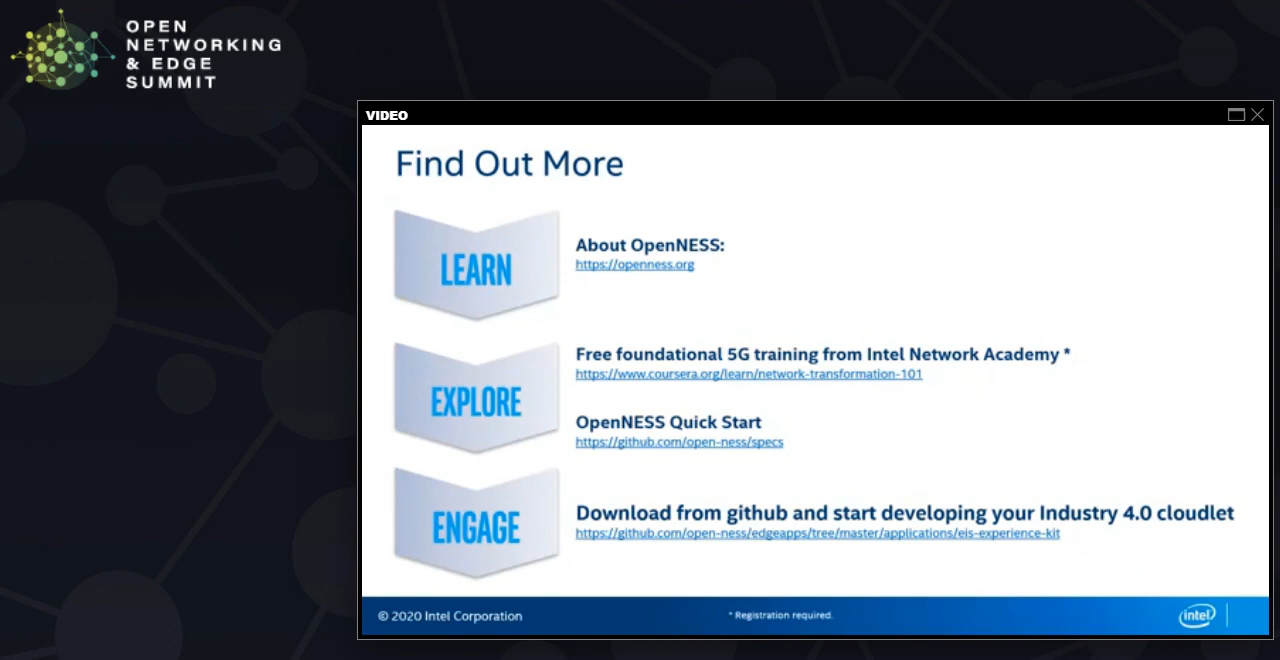 OPEN
NETWORKING
& EDGE
SUMMIT
VIDEO
Find Out More
LEARN
About OpenNESS:
https://openness.org
EXPLORE
Free foundational 5G training from Intel Network Academy *
https://www.coursera.org/learn/network-transformation-101
OpenNESS Quick Start
https://github.com/open-ness/specs
ENGAGE
Download from github and start developing your Industry 4.0 cloudlet
https://github.com/open-ness/edgeapps/tree/master/applications/eis-experience-kit
© 2020 Intel Corporation
* Registration required.
intel